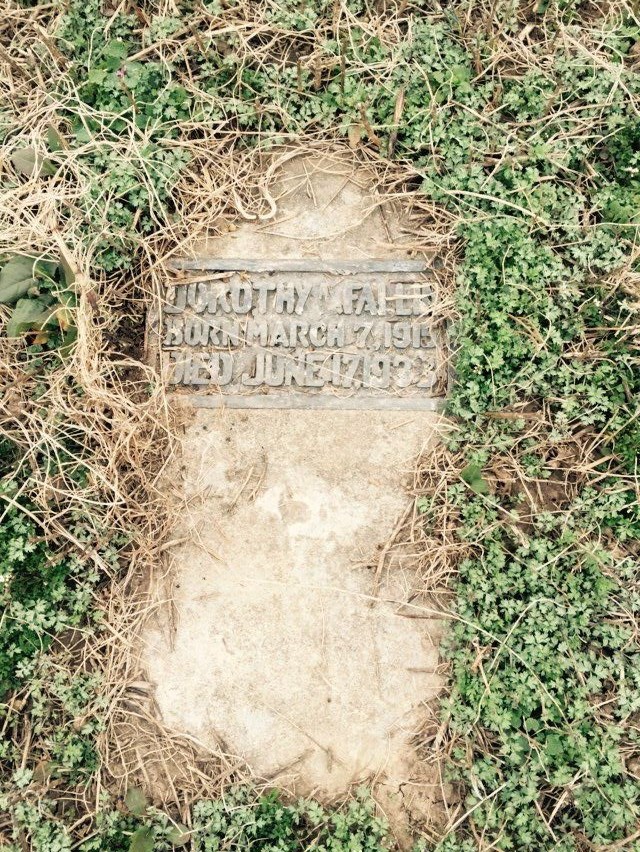 DOROTHY
BORN MARCH 7, 1915
DIED JUNE 17, 1933